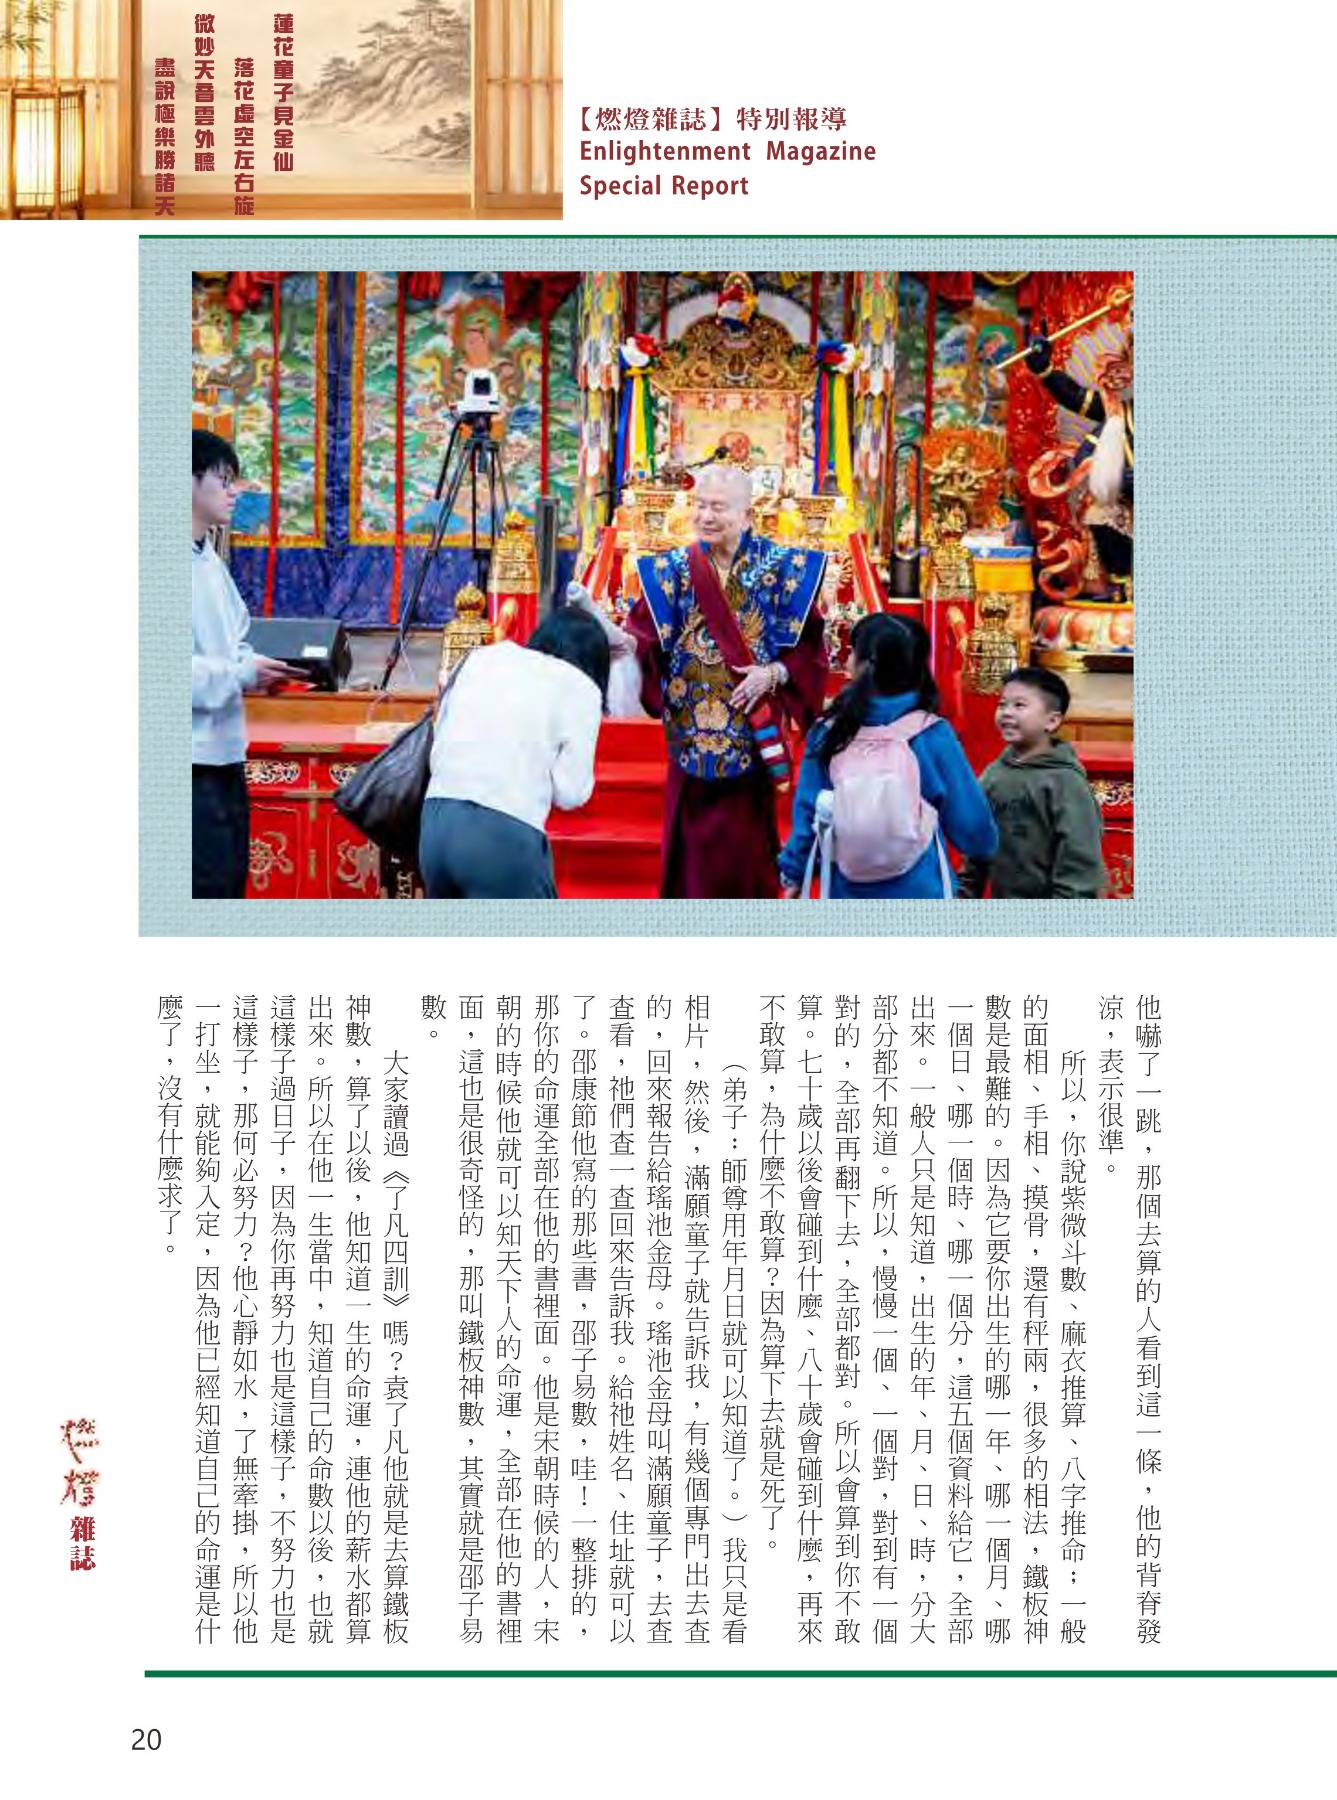 蓮花童子見金仙
落花虛空左右旋
微妙天音雲外聽
盡說極樂勝諸天
【燃燈雜誌】特別報導
Enlightenment Magazine
Special Report
他嚇了一跳，那個去算的人看到這一條，他的背脊發
涼，表示很準。
所以，你說紫微斗數、麻衣推算、八字推命；一般
的面相、手相、摸骨，還有秤兩，很多的相法，鐵板神
數是最難的。因為它要你出生的哪一年、哪一個月、哪
一個日、哪一個時、哪一個分，這五個資料給它，全部
出來。一般人只是知道，出生的年、月、日、時，分大
部分都不知道。所以，慢慢一個、一個對，對到有一個
對的，全部再翻下去，全部都對。所以會算到你不敢
算。七十歲以後會碰到什麼、八十歲會碰到什麼，再來
不敢算，為什麼不敢算？因為算下去就是死了。
（弟子：師尊用年月日就可以知道了。）我只是看
相片，然後，滿願童子就告訴我，有幾個專門出去查
的，回來報告給瑤池金母。瑤池金母叫滿願童子，去查
查看，祂們查一查回來告訴我。給祂姓名、住址就可以
了。邵康節他寫的那些書，邵子易數，哇！一整排的，
那你的命運全部在他的書裡面。他是宋朝時候的人，宋
朝的時候他就可以知天下人的命運，全部在他的書裡
面，這也是很奇怪的，那叫鐵板神數，其實就是邵子易
數。
大家讀過《了凡四訓》嗎？袁了凡他就是去算鐵板
神數，算了以後，他知道一生的命運，連他的薪水都算
出來。所以在他一生當中，知道自己的命數以後，也就
這樣子過日子，因為你再努力也是這樣子，不努力也是
這樣子，那何必努力？他心靜如水，了無牽掛，所以他
一打坐，就能夠入定，因為他已經知道自己的命運是什
麼了，沒有什麼求了。
燃燈雜誌
20